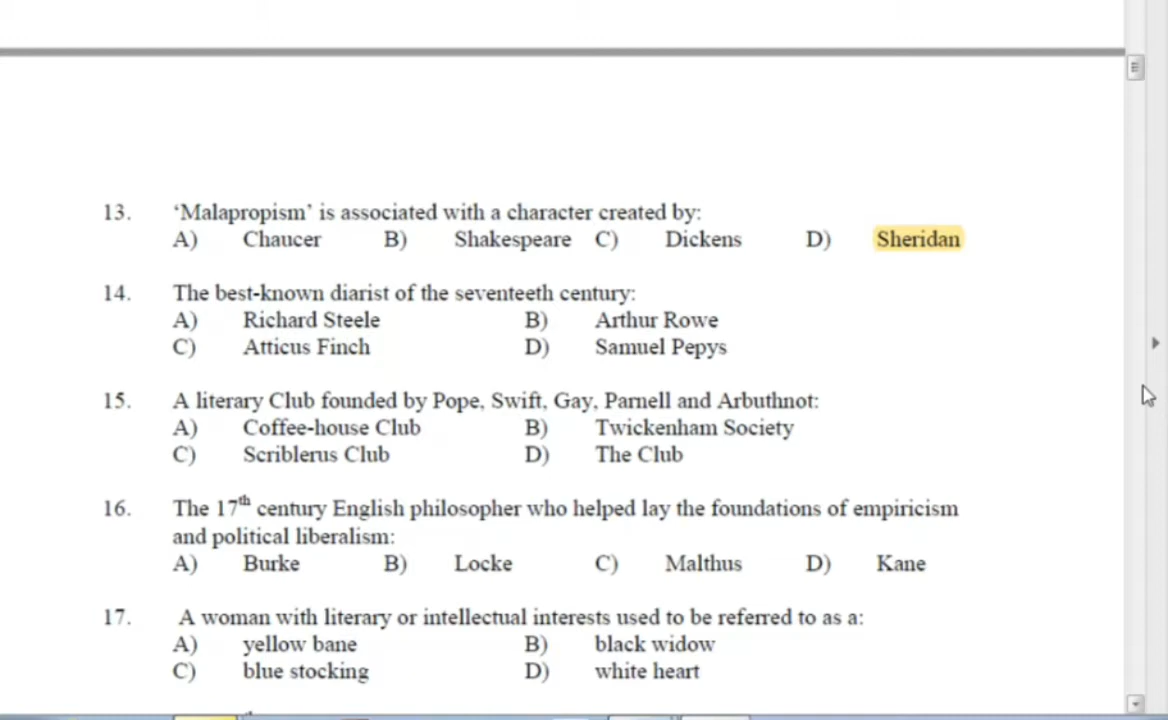 13. ‘Malapropism’ is associated with a character created by:
A) Chaucer B) Shakespeare C) Dickens D) Sheridan
14. The best-known diarist of the seventeeth century:
A) Richard Steele B) Arthur Rowe
C) Atticus Finch D) Samuel Pepys
15. A literary Club founded by Pope, Swift, Gay, Parnell and Arbuthnot:
A) Coffee-house Club B) Twickenham Society
C) Scriblerus Club D) The Club
16. The 17th century English philosopher who helped lay the foundations of empiricism
and political liberalism:
A) Burke B) Locke C) Malthus D) Kane
17. A woman with literary or intellectual interests used to be referred to as a:
A) yellow bane B) black widow
C) blue stocking D) white heart